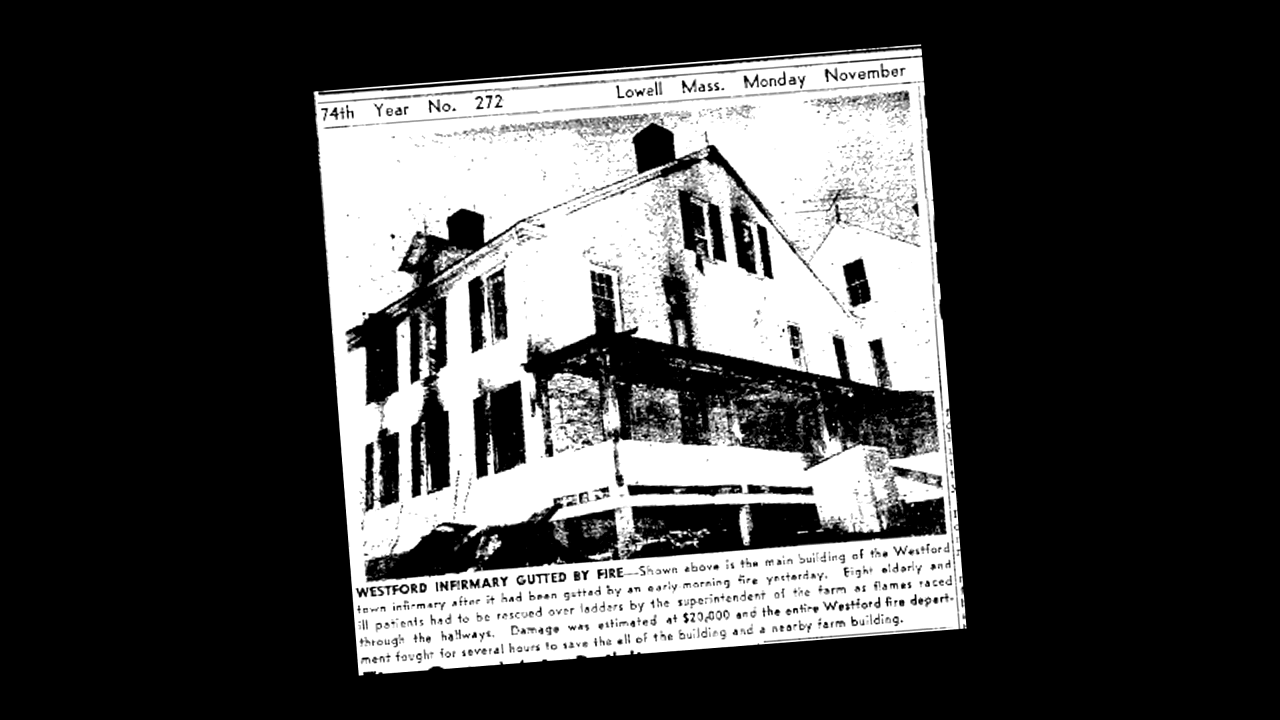 74th Year No. 272 Lowell Mass. Monday November
WESTFORD INFIRMARY GUTTED BY FIRE—Shown above is the main building of the Westford
town infirmary after it had been gutted by an early morning fire yesterday. Eight elderly and
ill patients had to be rescued over ladders by the superintendent of the farm as flames raced
through the hallways. Damage was estimated at $20,000 and the entire Westford fire depart-
ment fought for several hours to save the ell of the building and a nearby farm building.